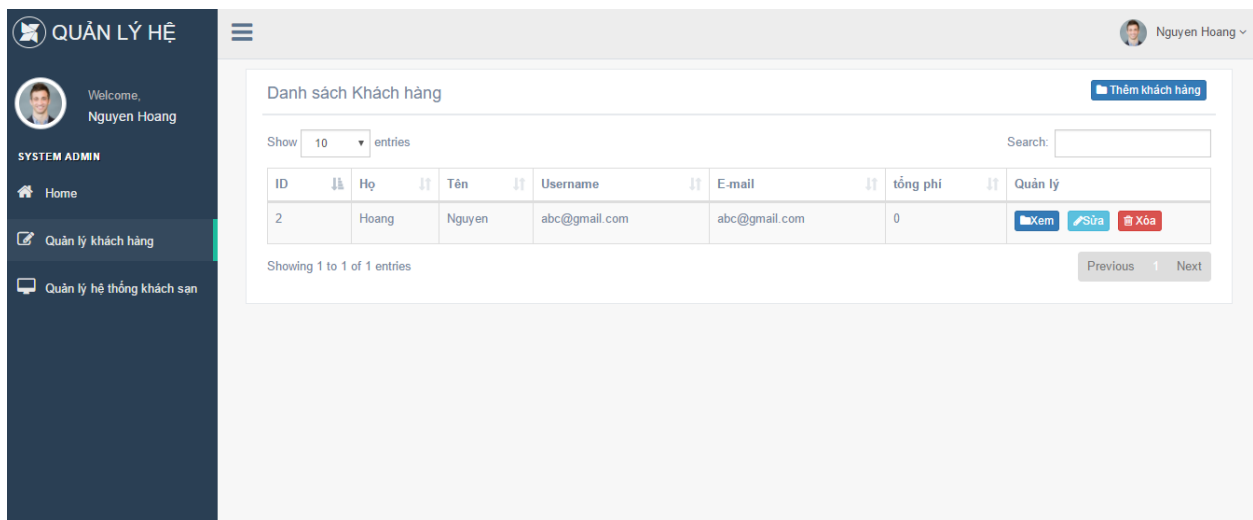 QUẢN LÝ HỆ
Nguyen Hoang
Welcome,
Nguyen Hoang
SYSTEM ADMIN
Home
Quản lý khách hàng
Quản lý hệ thống khách sạn
Danh sách Khách hàng
Thêm khách hàng
Show 10 entries
Search:
ID Họ Tên Username E-mail tổng phí Quản lý
2 Hoang Nguyen abc@gmail.com abc@gmail.com 0 Xem Sửa Xóa
Showing 1 to 1 of 1 entries
Previous 1 Next